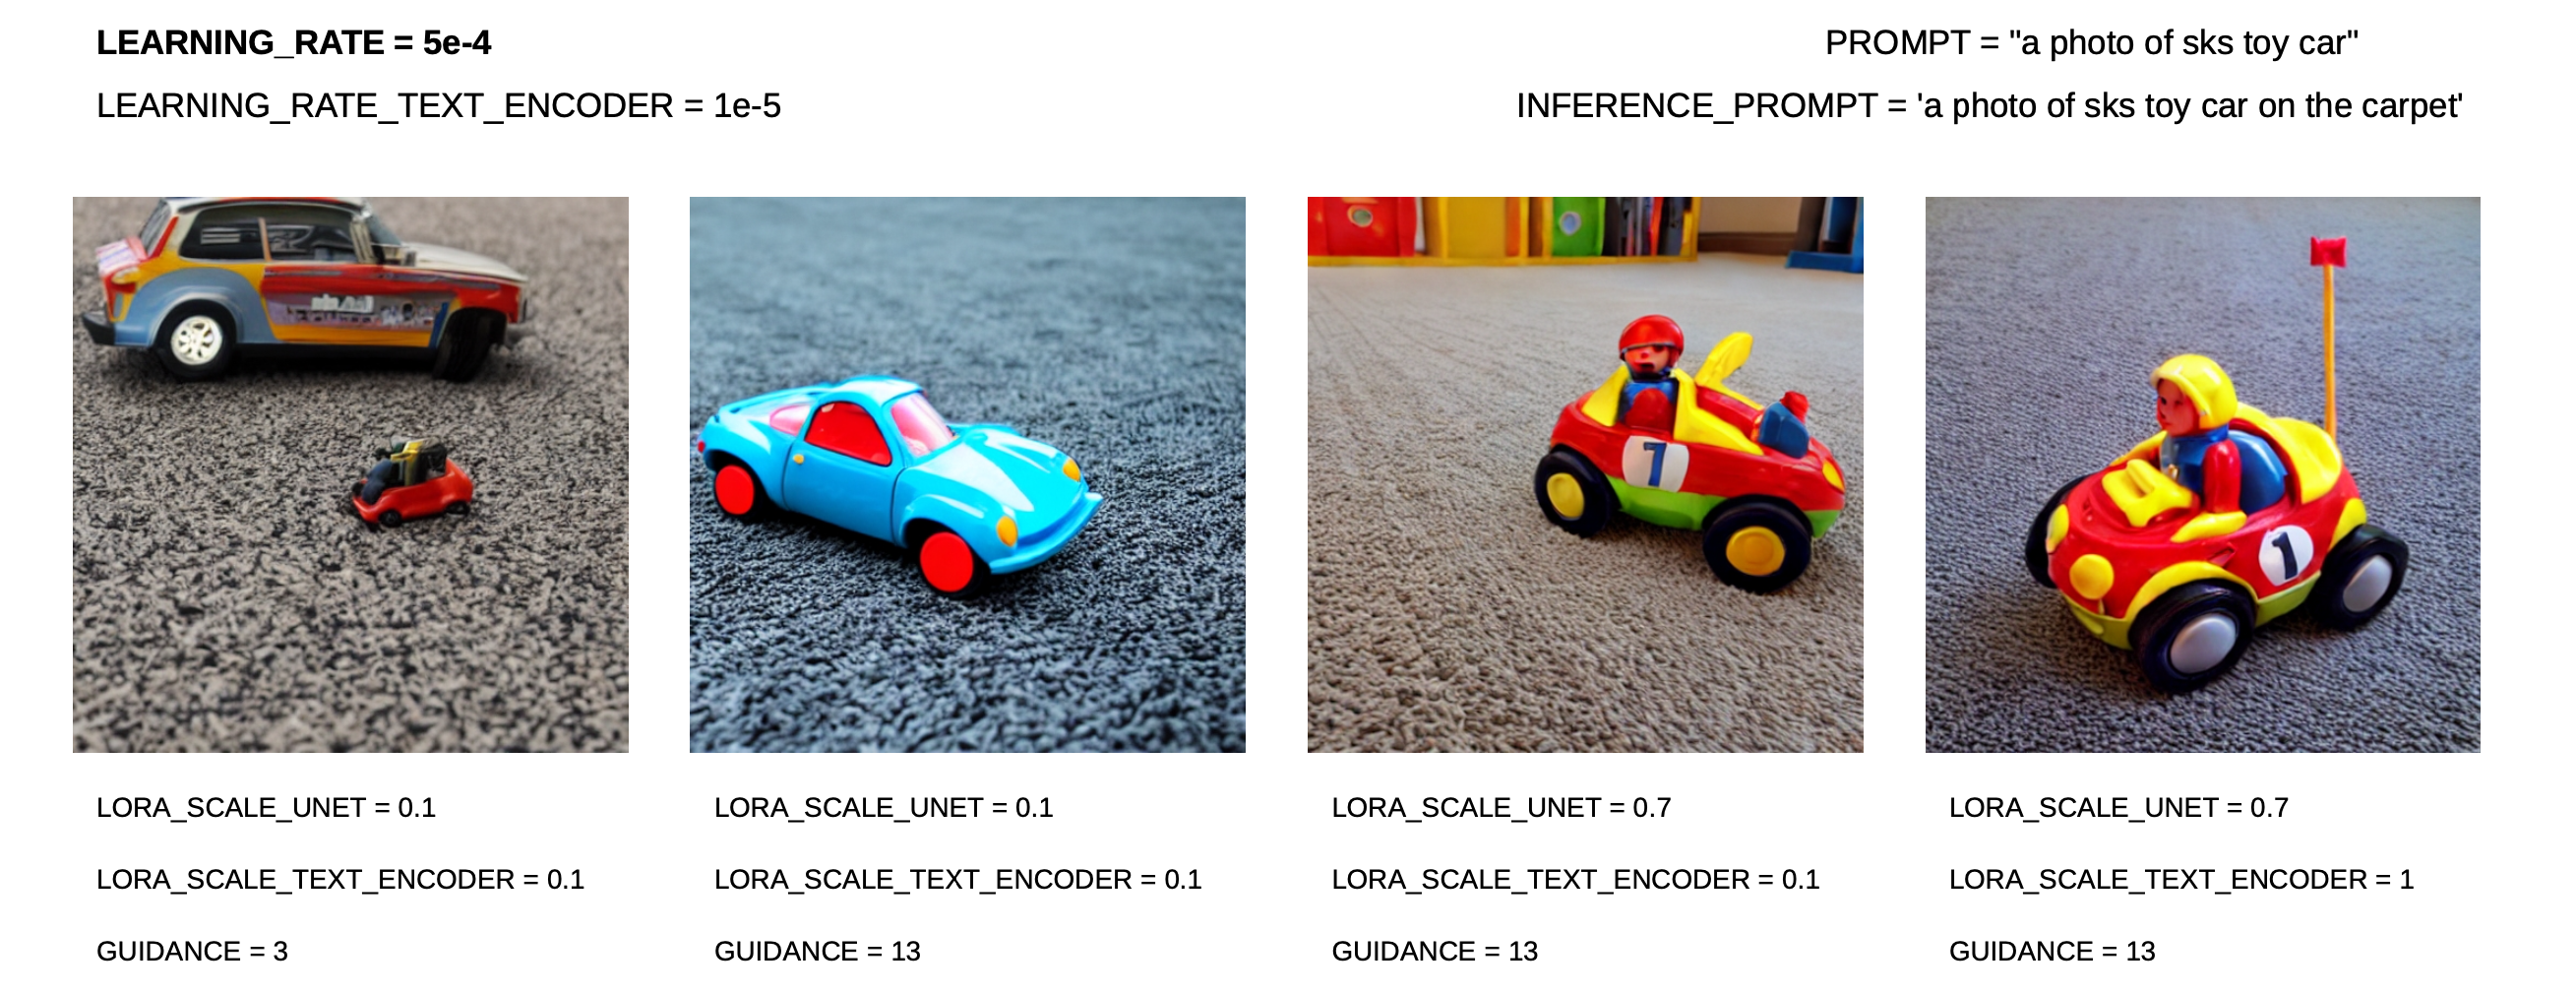 LEARNING_RATE = 5e-4
PROMPT = "a photo of sks toy car"
LEARNING_RATE_TEXT_ENCODER = 1e-5
INFERENCE_PROMPT = 'a photo of sks toy car on the carpet'
1
1
LORA_SCALE_UNET = 0.1
LORA_SCALE_UNET = 0.1
LORA_SCALE_UNET = 0.7
LORA_SCALE_UNET = 0.7
LORA_SCALE_TEXT_ENCODER = 0.1
LORA_SCALE_TEXT_ENCODER = 0.1
LORA_SCALE_TEXT_ENCODER = 0.1
LORA_SCALE_TEXT_ENCODER = 1
GUIDANCE = 3
GUIDANCE = 13
GUIDANCE = 13
GUIDANCE = 13